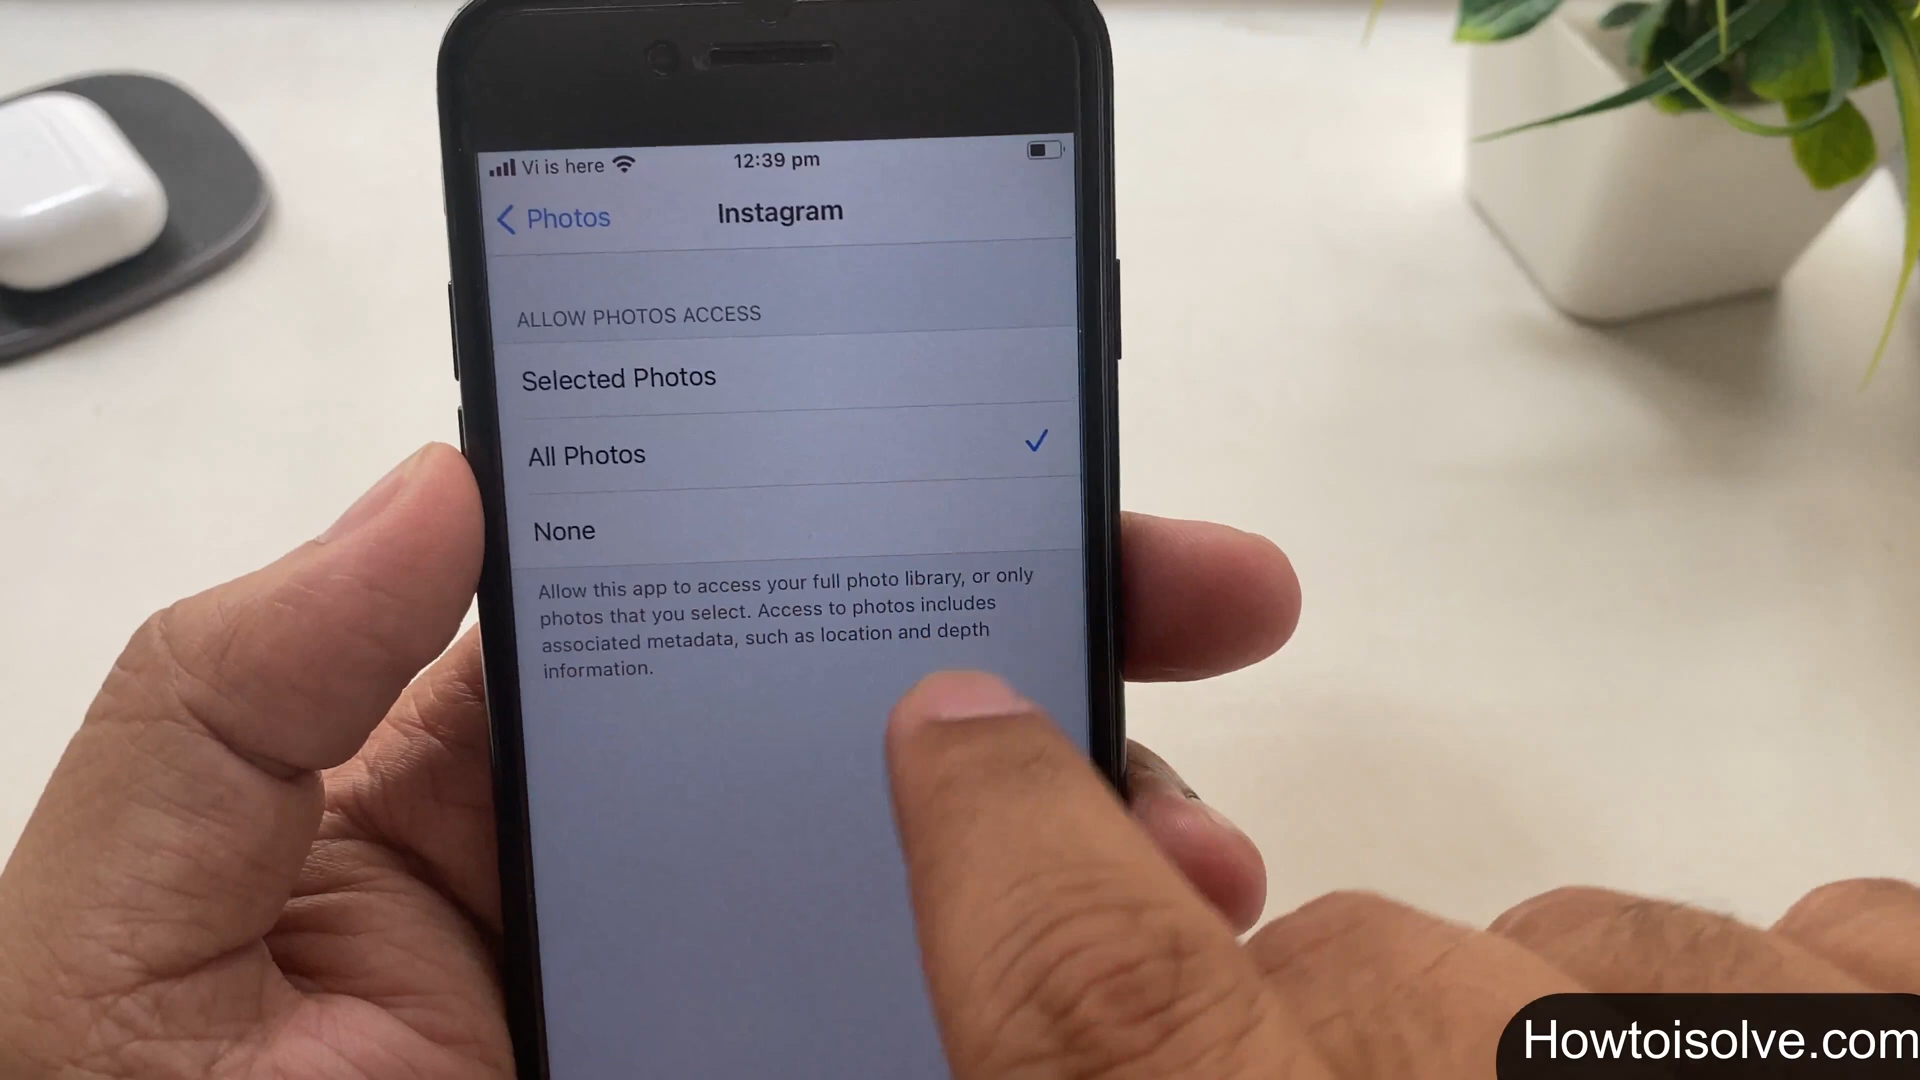 Vi is here
12:39 pm
Photos
Instagram
ALLOW PHOTOS ACCESS
Selected Photos
All Photos
None
Allow this app to access your full photo library, or only
photos that you select. Access to photos includes
associated metadata, such as location and depth
information.
Howtoisolve.com